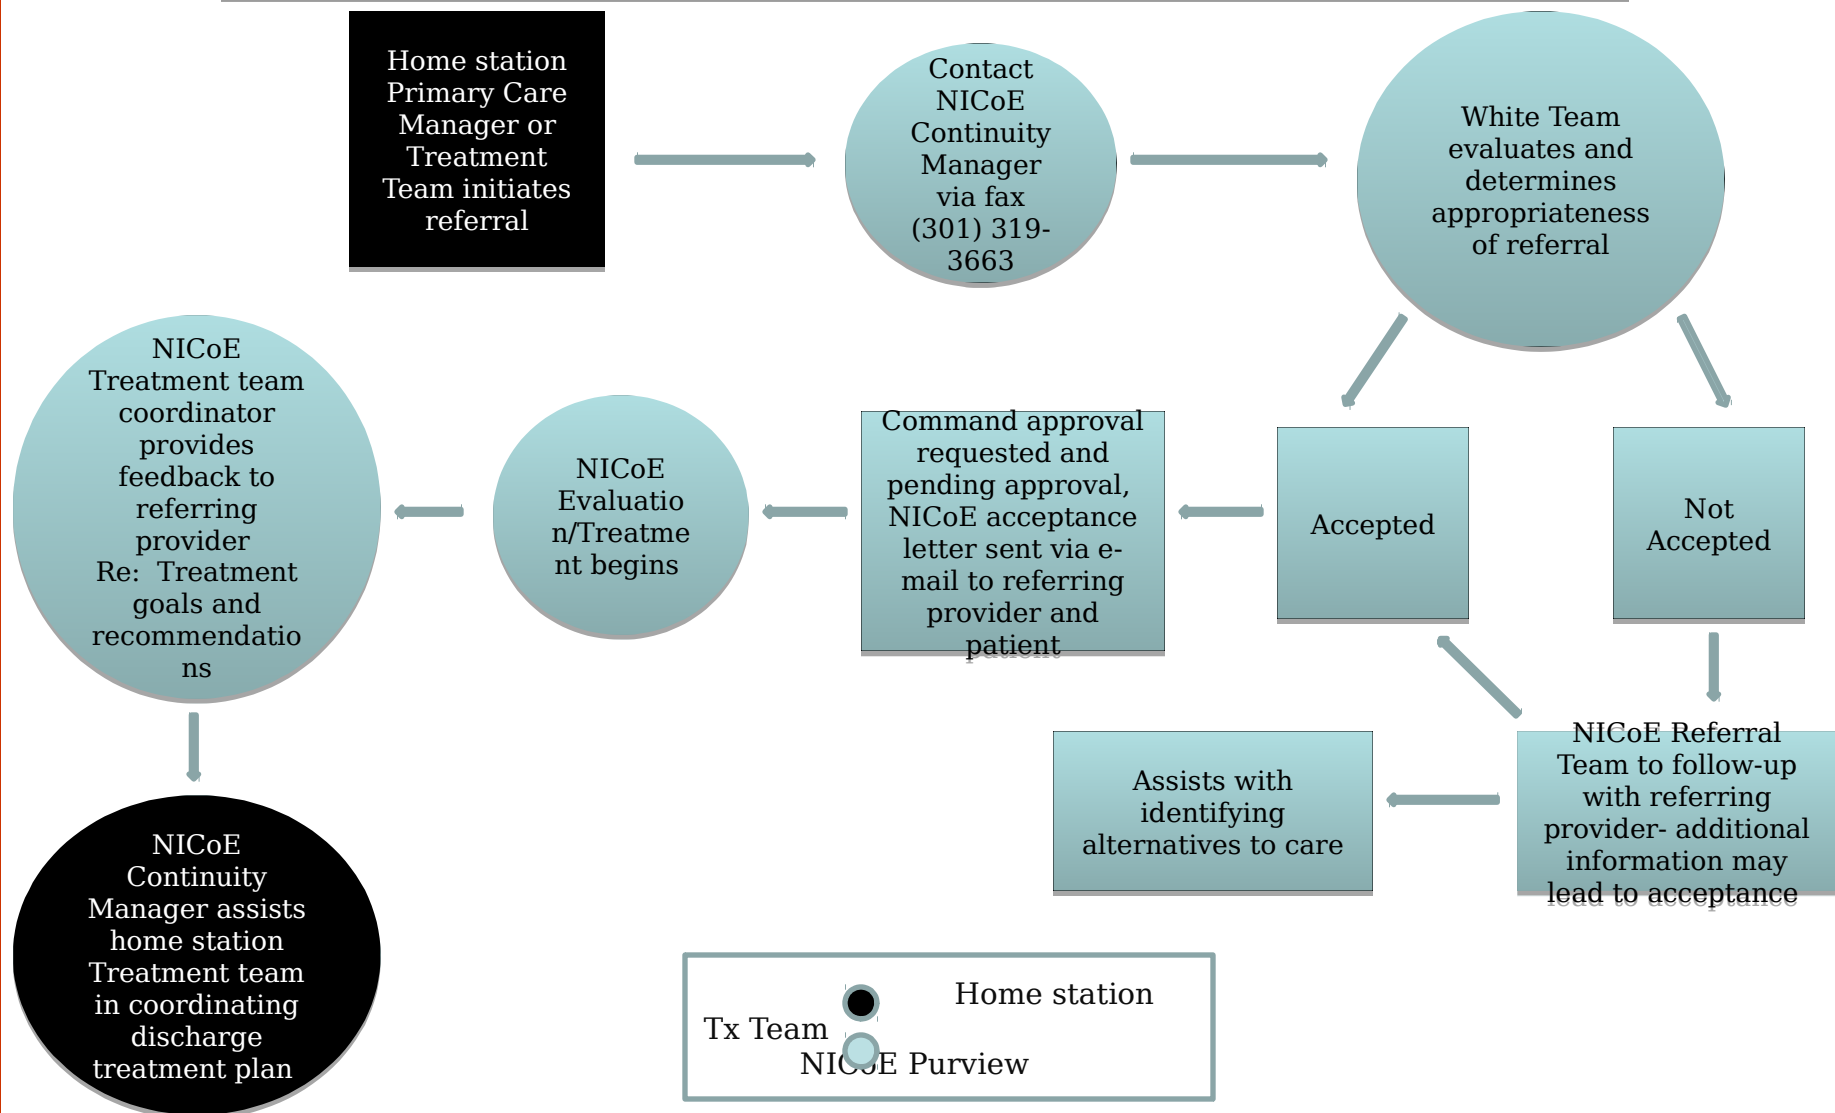 Home station
Primary Care
Manager or
Treatment
Team initiates
referral
Contact
NICoE
Continuity
Manager
via fax
(301) 319-
3663
White Team
evaluates and
determines
appropriateness
of referral
NICoE
Treatment team
coordinator
provides
feedback to
referring
provider
Re:  Treatment
goals and
recommendatio
ns
NICoE
Evaluatio
n/Treatme
nt begins
Command approval
requested and
pending approval,
NICoE acceptance
letter sent via e-
mail to referring
provider and
patient
Accepted
Not
Accepted
Assists with
identifying
alternatives to care
NICoE Referral
Team to follow-up
with referring
provider- additional
information may
lead to acceptance
NICoE
Continuity
Manager assists
home station
Treatment team
in coordinating
discharge
treatment plan
Home station
Tx Team
NICoE Purview